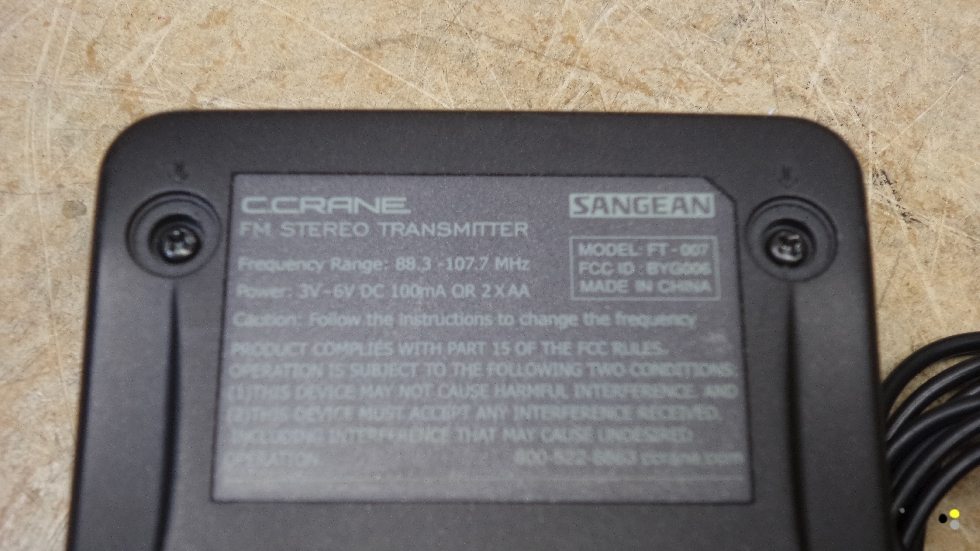 C.CRANE
FM STEREO TRANSMITTER
SANGEAN
Frequency Range: 88.3 -107.7 MHz
Power: 3V-6V DC 100mA OR 2 X AA
MODEL: FT - 007
FCC ID : BYG006
MADE IN CHINA
Caution: Follow the instructions to change the frequency
PRODUCT COMPLIES WITH PART 15 OF THE FCC RULES.
OPERATION IS SUBJECT TO THE FOLLOWING TWO CONDITIONS.
(1)THIS DEVICE MAY NOT CAUSE HARMFUL INTERFERENCE. AND
(2)THIS DEVICE MUST ACCEPT ANY INTERFERENCE RECEIVED.
INCLUDING INTERFERENCE THAT MAY CAUSE UNDESIRED
OPERATION. 800-522-8863 ccrane.com